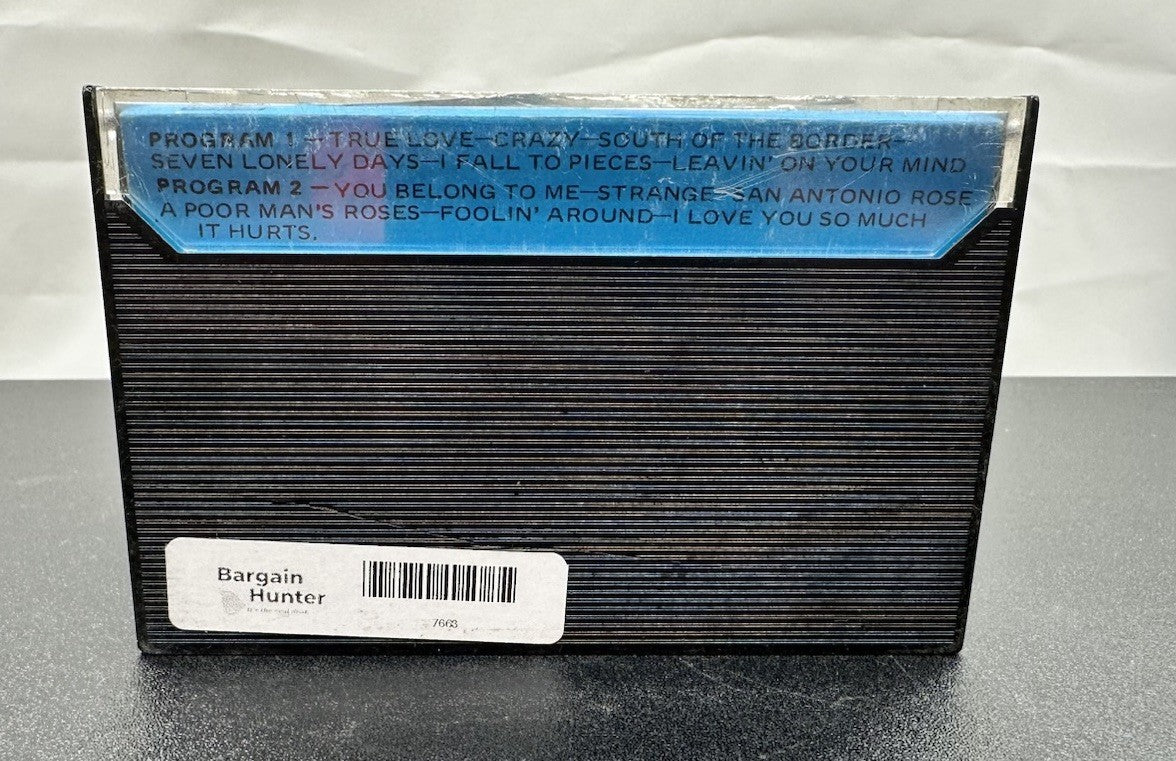 PROGRAM 1 — TRUE LOVE—CRAZY—SOUTH OF THE BORDER—
SEVEN LONELY DAYS—I FALL TO PIECES—LEAVIN' ON YOUR MIND
PROGRAM 2 — YOU BELONG TO ME—STRANGE—SAN ANTONIO ROSE
A POOR MAN'S ROSES—FOOLIN' AROUND—I LOVE YOU SO MUCH
IT HURTS.
Bargain
Hunter
7663